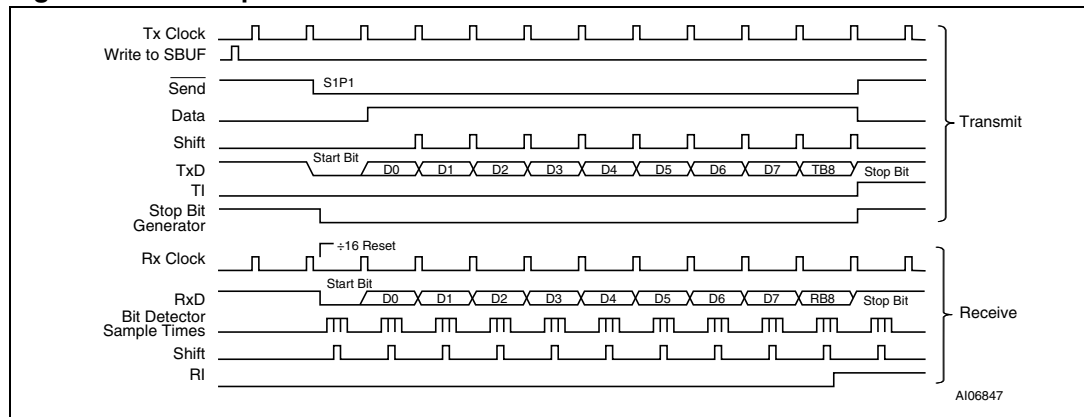 Tx Clock
Write to SBUF
Send
S1P1
Data
Shift
Start Bit
TxD
D0 D1 D2 D3 D4 D5 D6 D7 TB8 Stop Bit
TI
Stop Bit
Generator
Transmit
÷16 Reset
Rx Clock
Start Bit
RxD
D0 D1 D2 D3 D4 D5 D6 D7 RB8 Stop Bit
Bit Detector
Sample Times
Shift
RI
Receive
AI06847